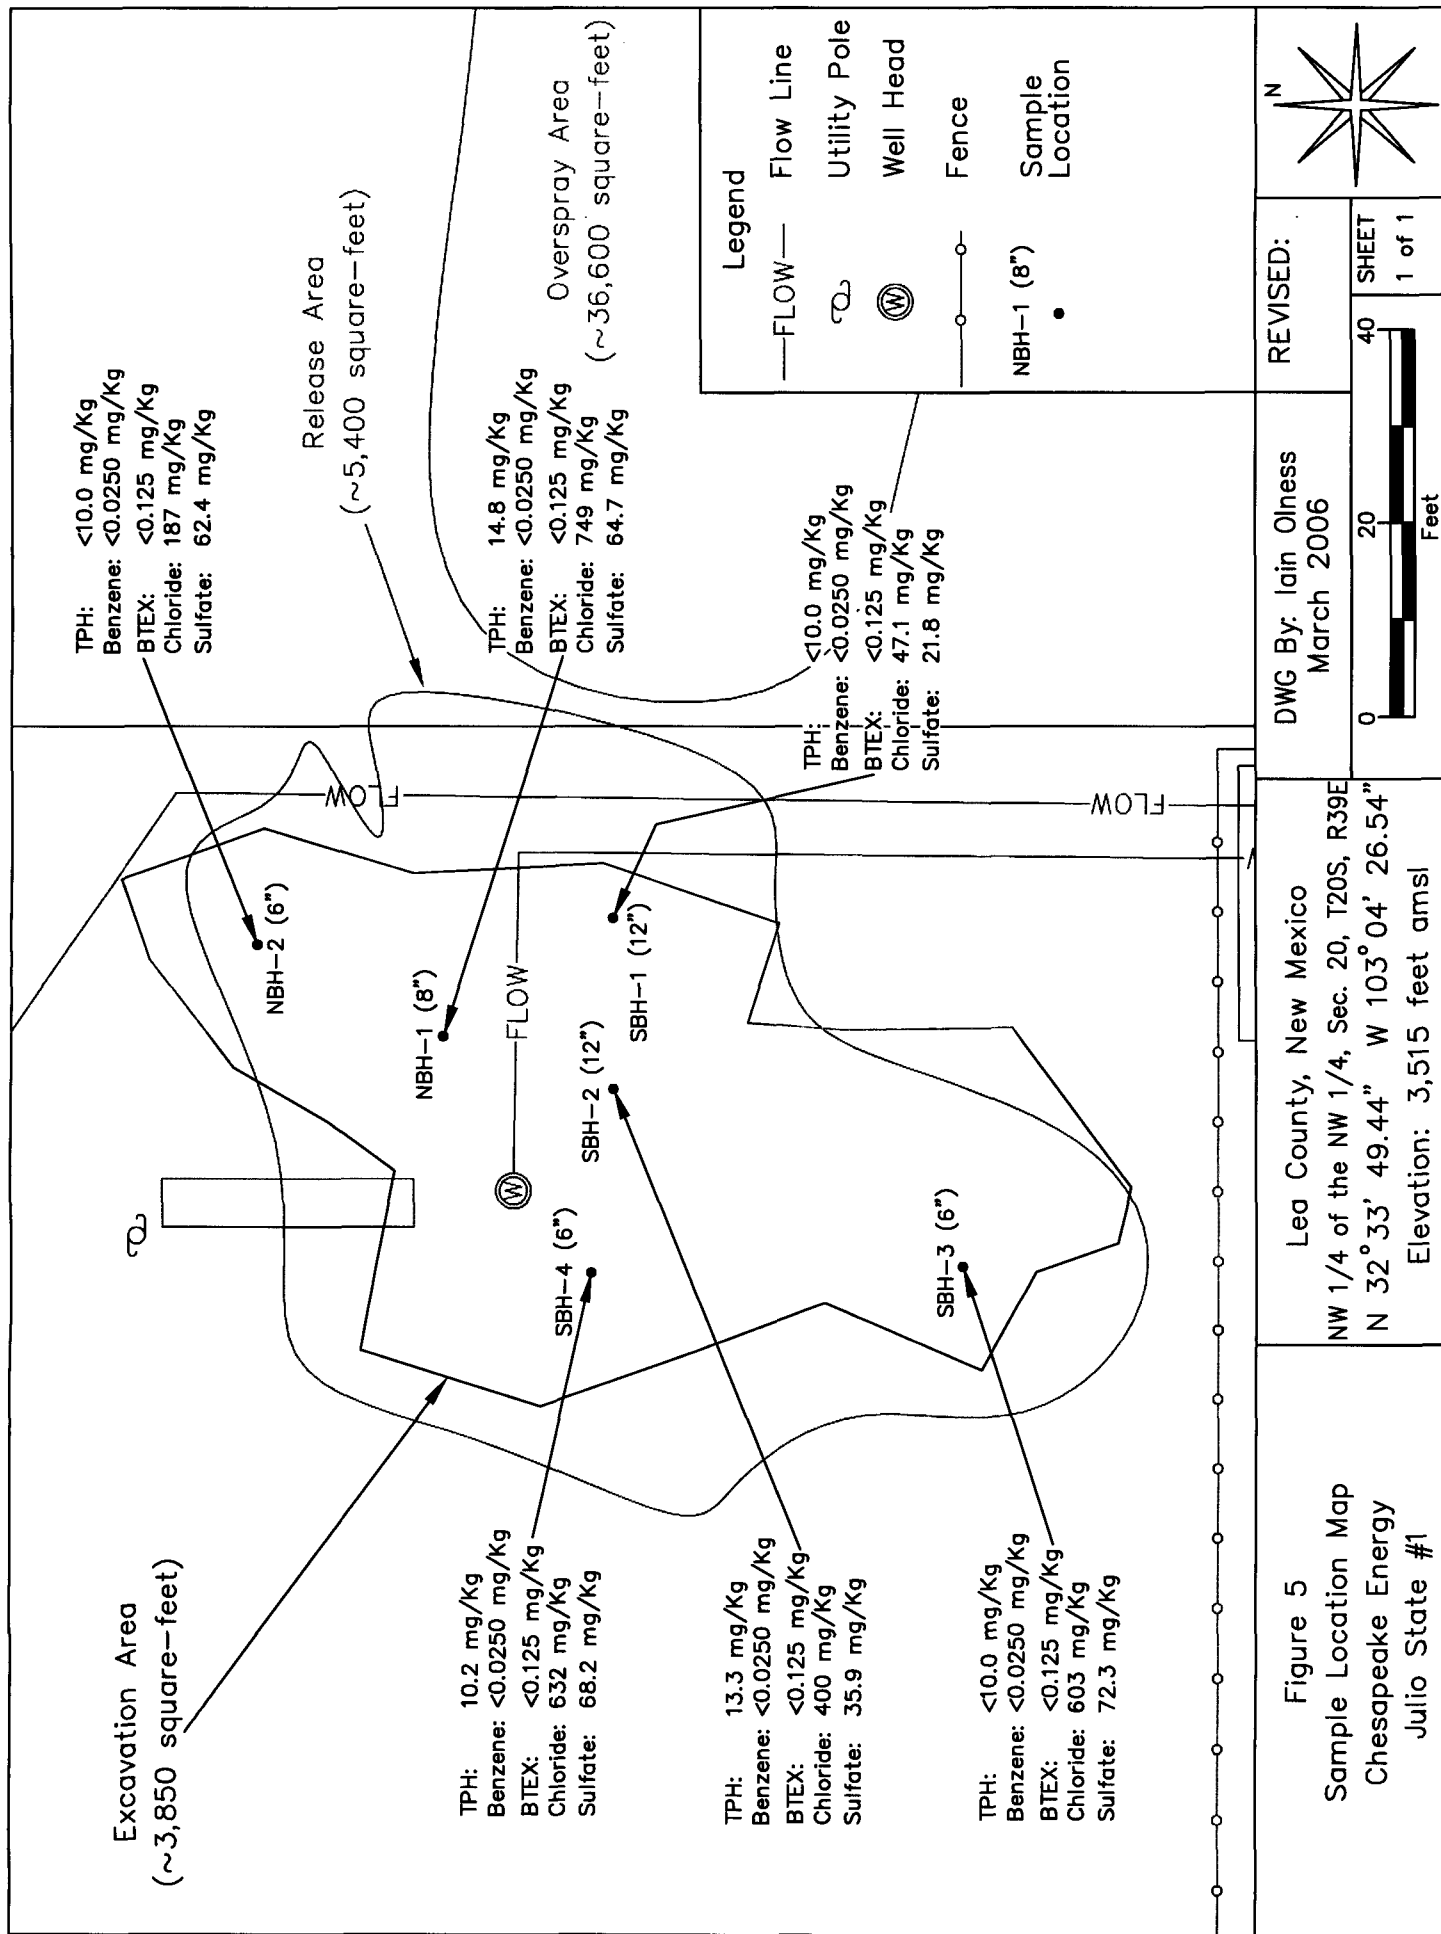 Excavation Area
(~3,850 square-feet)
TPH: <10.0 mg/Kg
Benzene: <0.0250 mg/Kg
BTEX: <0.125 mg/Kg
Chloride: 187 mg/Kg
Sulfate: 62.4 mg/Kg
Release Area
(~5,400 square-feet)
Overspray Area
(~36,600 square-feet)
TPH: 14.8 mg/Kg
Benzene: <0.0250 mg/Kg
BTEX: <0.125 mg/Kg
Chloride: 749 mg/Kg
Sulfate: 64.7 mg/Kg
TPH: <10.0 mg/Kg
Benzene: <0.0250 mg/Kg
BTEX: <0.125 mg/Kg
Chloride: 47.1 mg/Kg
Sulfate: 21.8 mg/Kg
NBH-2 (6")
NBH-1 (8")
FLOW
FLOW
FLOW
W
SBH-1 (12")
SBH-2 (12")
SBH-4 (6")
SBH-3 (6")
TPH: 10.2 mg/Kg
Benzene: <0.0250 mg/Kg
BTEX: <0.125 mg/Kg
Chloride: 632 mg/Kg
Sulfate: 68.2 mg/Kg
TPH: 13.3 mg/Kg
Benzene: <0.0250 mg/Kg
BTEX: <0.125 mg/Kg
Chloride: 400 mg/Kg
Sulfate: 35.9 mg/Kg
TPH: <10.0 mg/Kg
Benzene: <0.0250 mg/Kg
BTEX: <0.125 mg/Kg
Chloride: 603 mg/Kg
Sulfate: 72.3 mg/Kg
Legend
FLOW Flow Line
Utility Pole
W Well Head
Fence
NBH-1 (8") Sample
Location
Figure 5
Sample Location Map
Chesapeake Energy
Julio State #1
Lea County, New Mexico
NW 1/4 of the NW 1/4, Sec. 20, T20S, R39E
N 32° 33' 49.44" W 103° 04' 26.54"
Elevation: 3,515 feet amsl
DWG By: Iain Olness
March 2006
REVISED:
0 20 40
Feet
SHEET
1 of 1
N